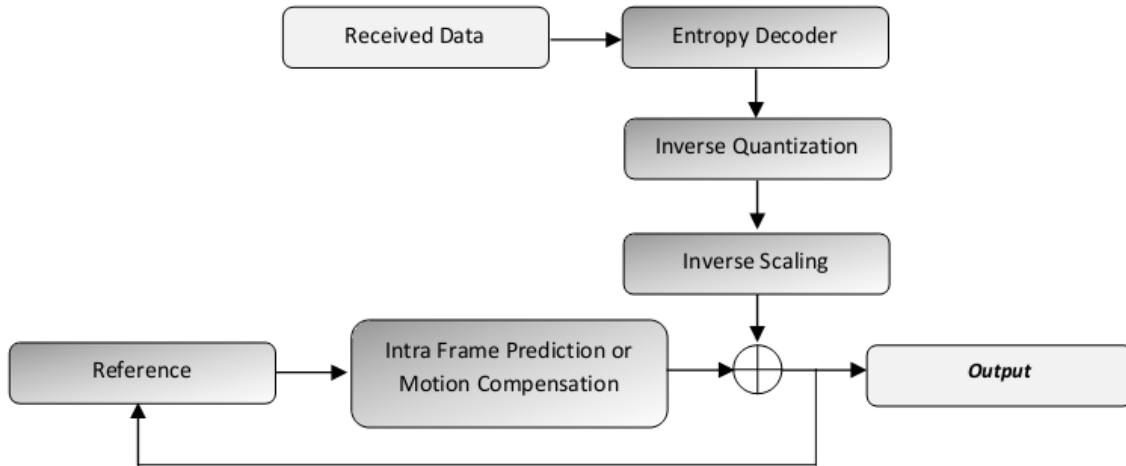 Received Data
Entropy Decoder
Inverse Quantization
Inverse Scaling
Intra Frame Prediction or
Motion Compensation
Reference
Output